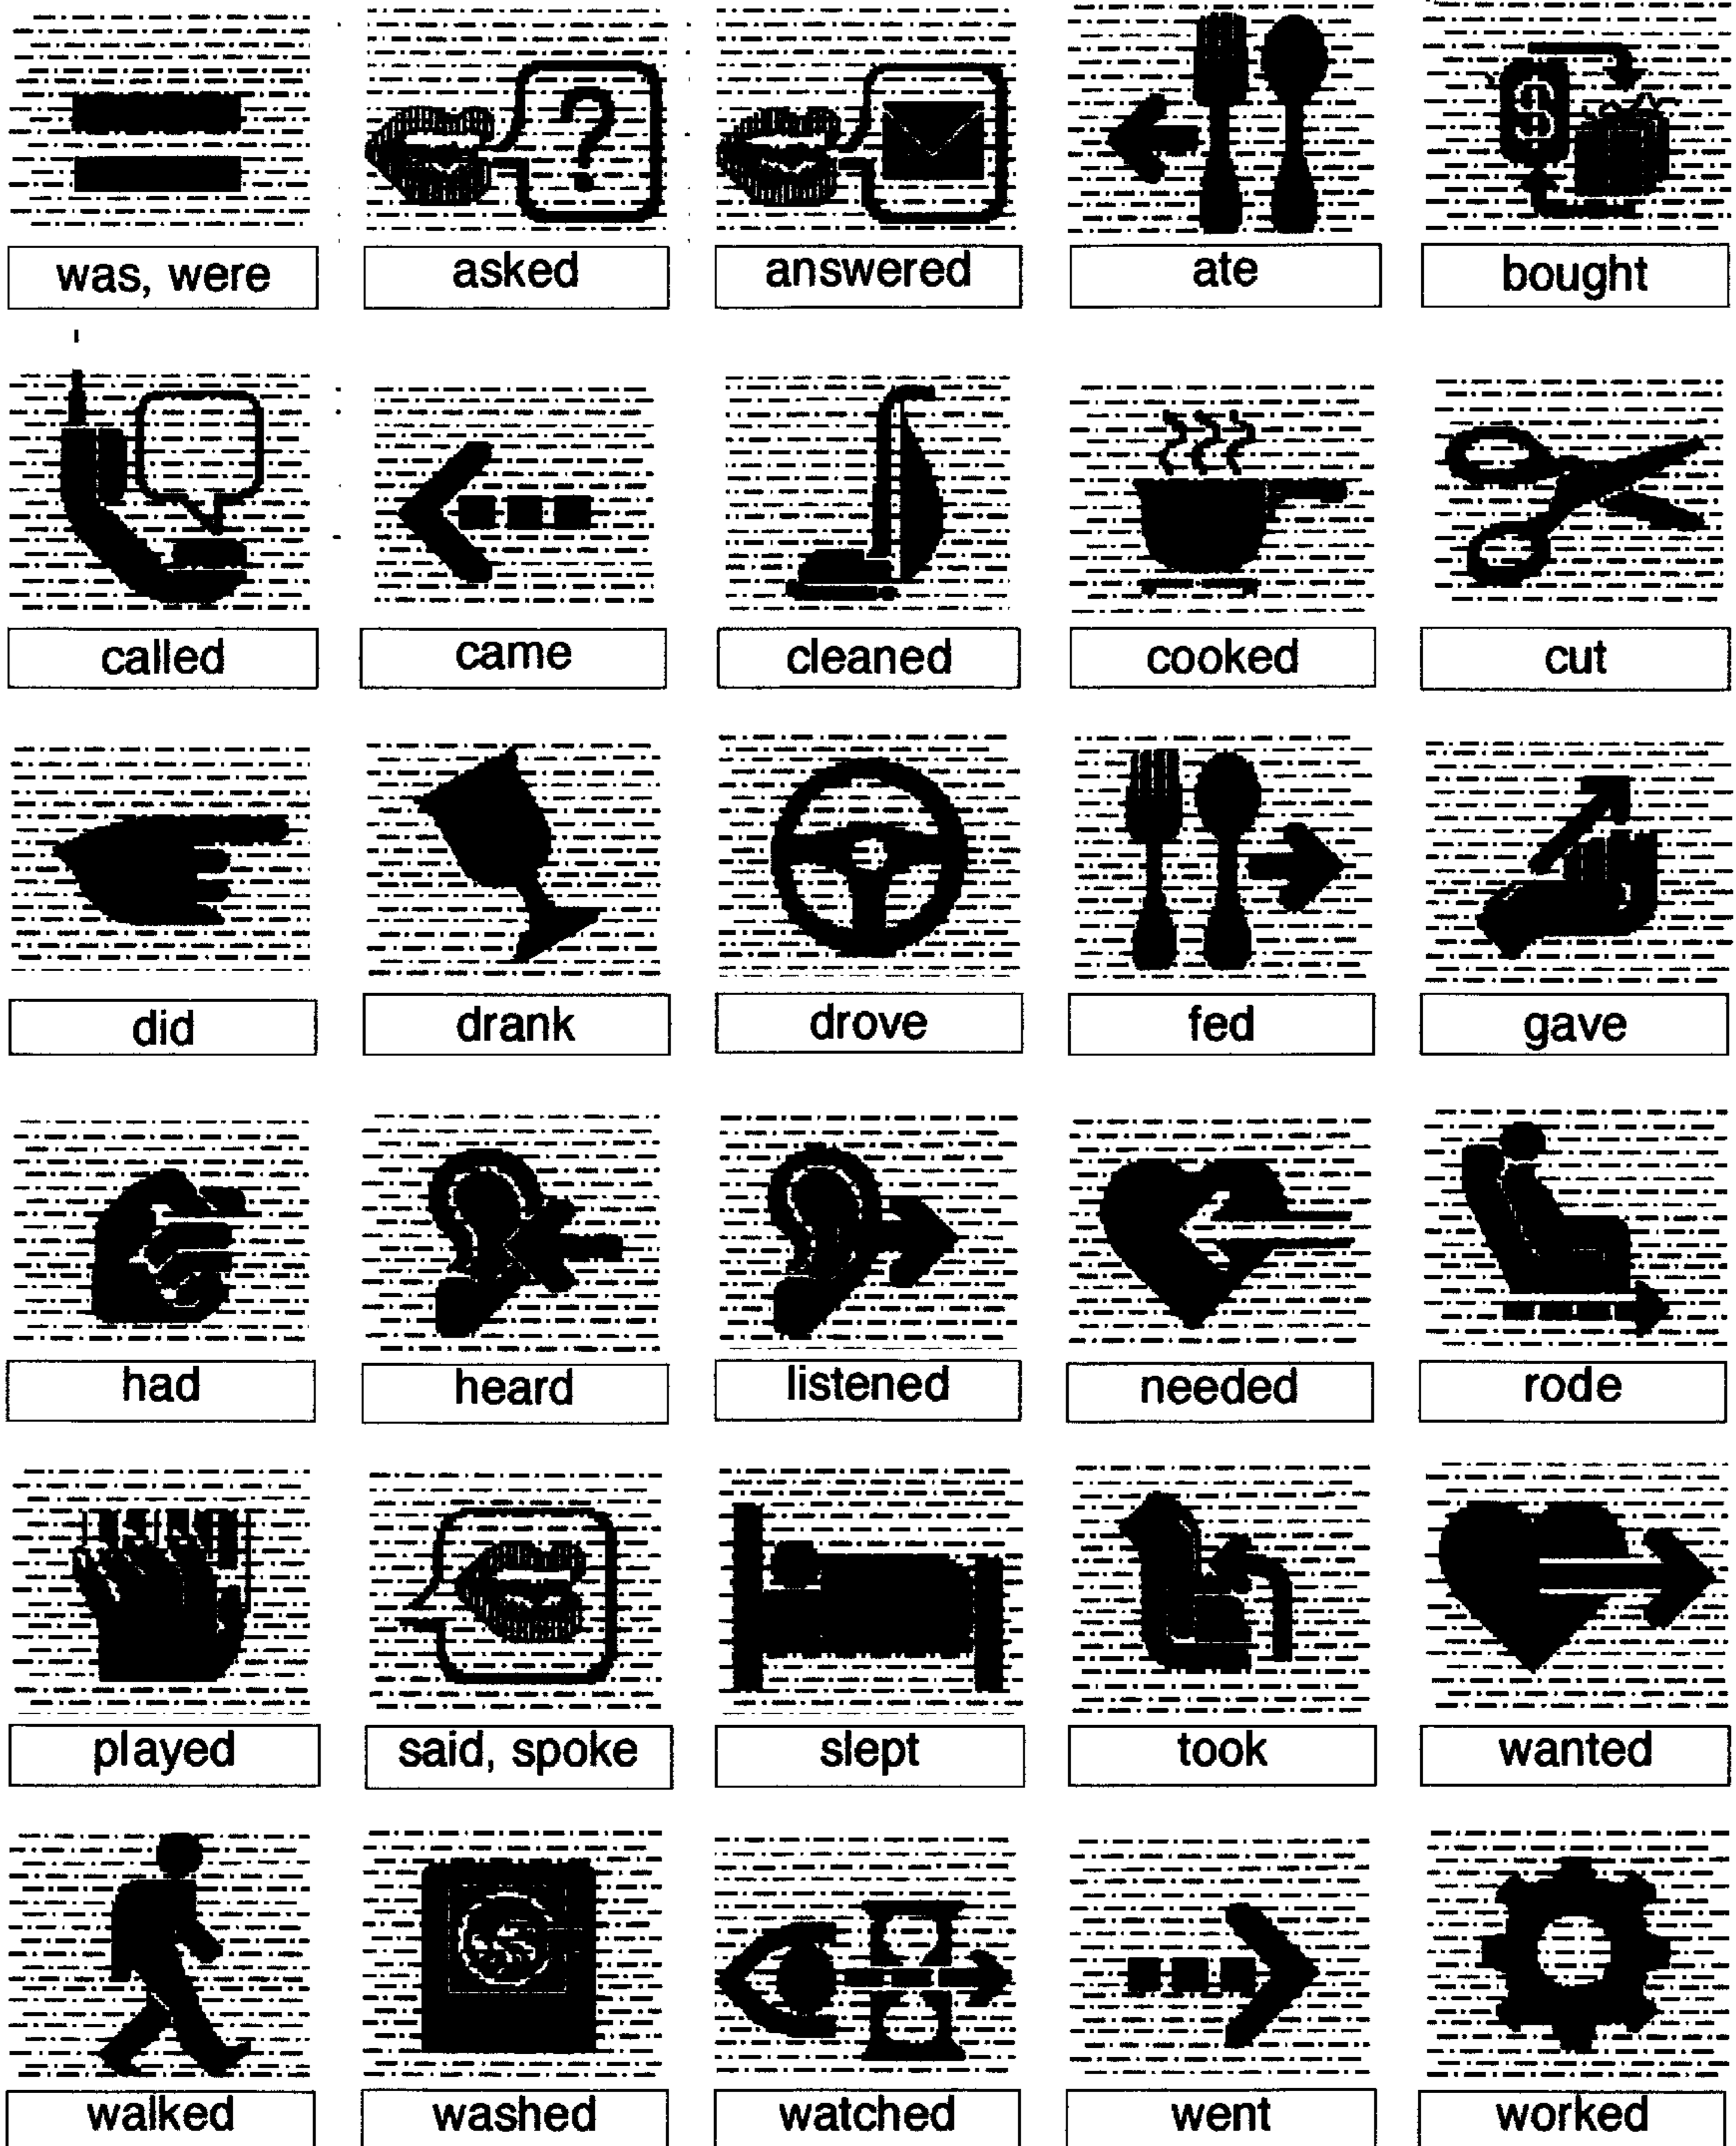 $
?
was, were
asked
answered
ate
bought
called
came
cleaned
cooked
cut
did
drank
drove
fed
gave
had
heard
listened
needed
rode
played
said, spoke
slept
took
wanted
walked
washed
watched
went
worked